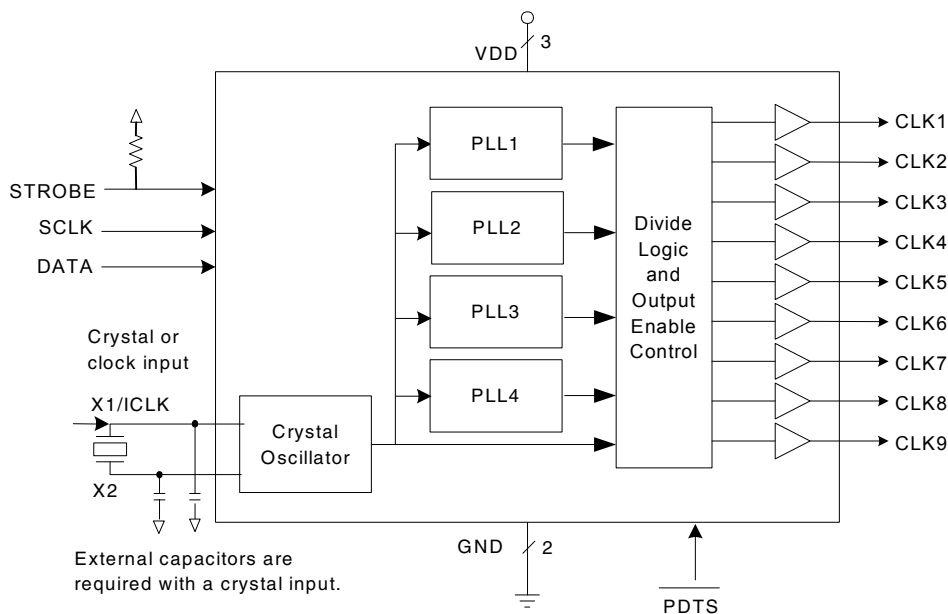 VDD
3
PLL1
PLL2
PLL3
PLL4
STROBE
SCLK
DATA
Crystal or
clock input
X1/ICLK
X2
Crystal
Oscillator
Divide
Logic
and
Output
Enable
Control
CLK1
CLK2
CLK3
CLK4
CLK5
CLK6
CLK7
CLK8
CLK9
External capacitors are
required with a crystal input.
GND
2
PDTS